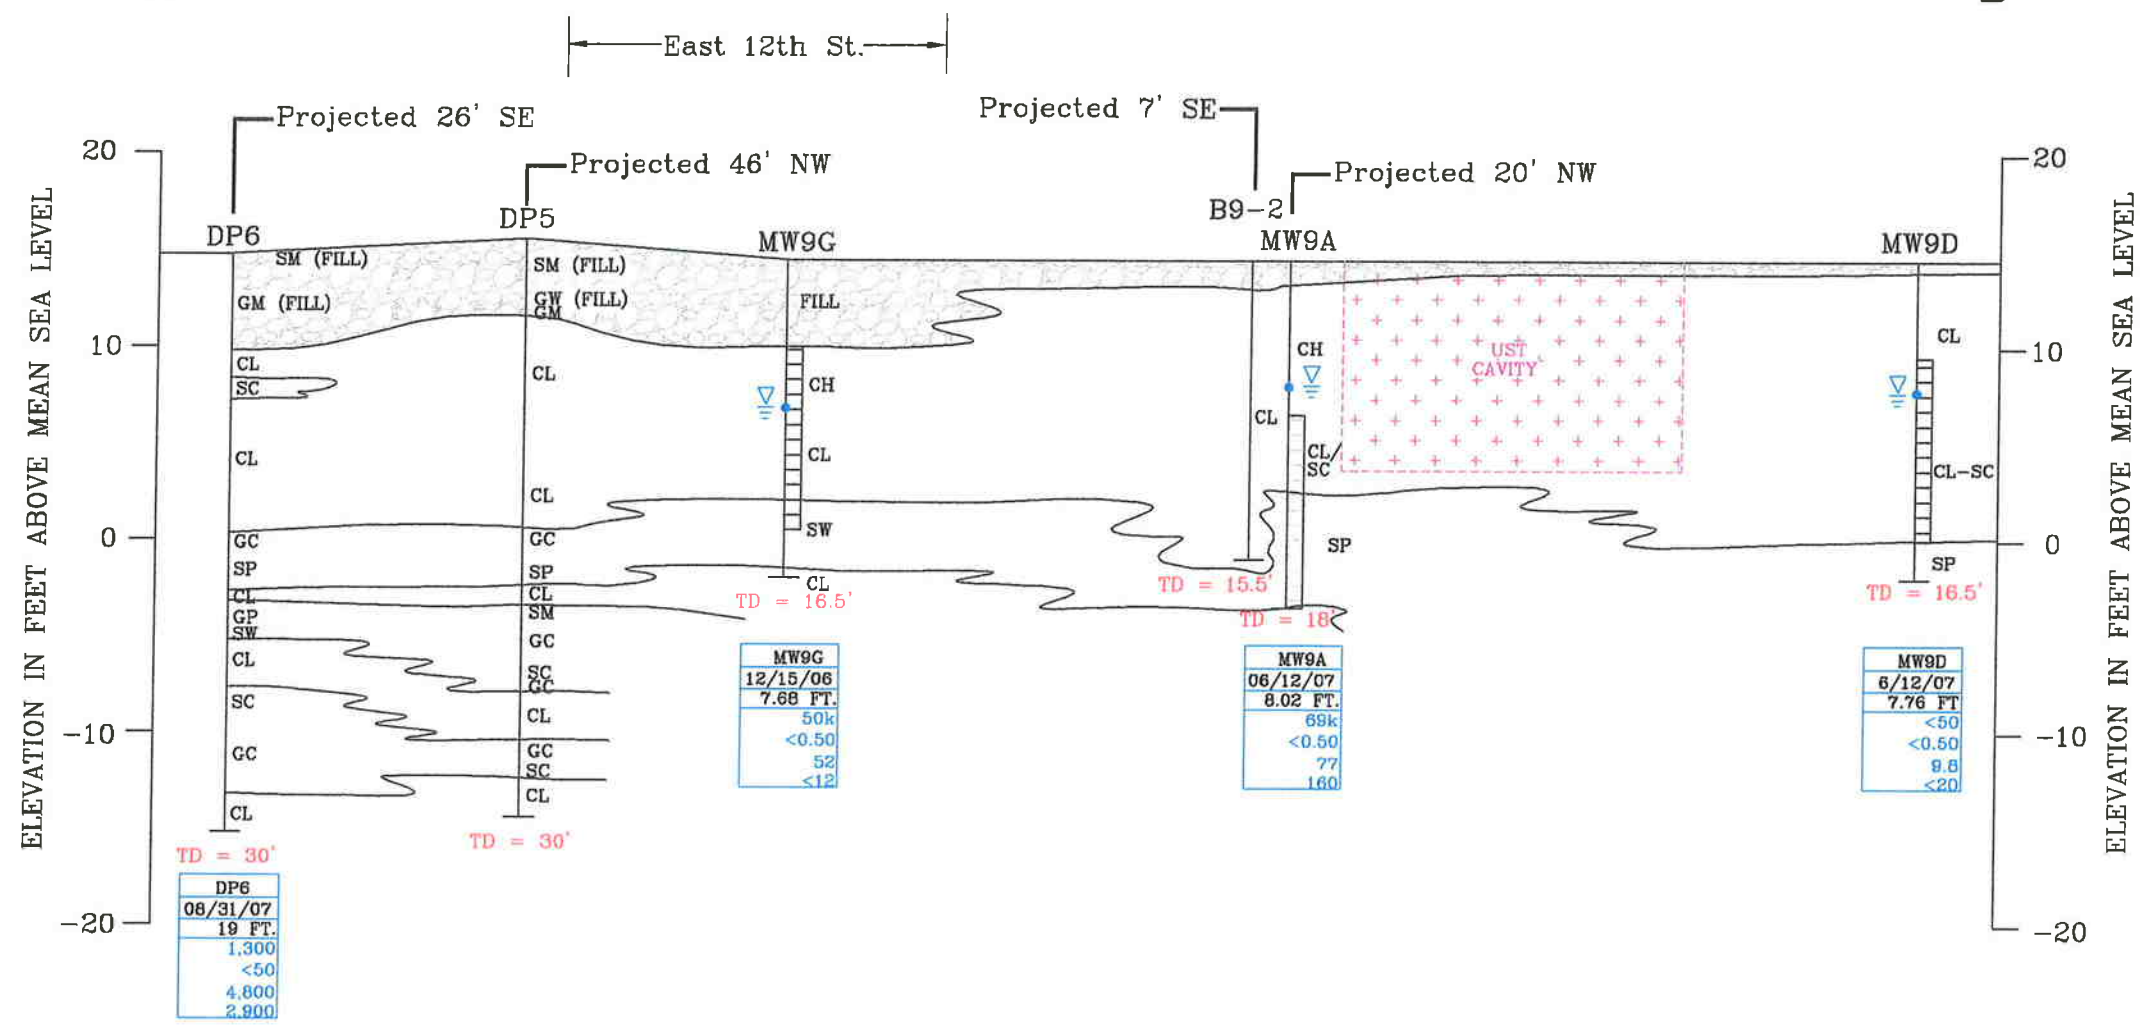 East 12th St.
Projected 26' SE
Projected 7' SE
Projected 46' NW
Projected 20' NW
20
20
ELEVATION IN FEET ABOVE MEAN SEA LEVEL
ELEVATION IN FEET ABOVE MEAN SEA LEVEL
DP6
DP5
MW9G
B9-2
MW9A
MW9D
SM (FILL)
SM (FILL)
GM (FILL)
GW (FILL)
GM
FILL
10
10
CL
SC
CL
CL
CH
CH
UST
CAVITY
CL
CL
CL
CL
CL
CL/
SC
CL-SC
0
0
GC
GC
SW
SP
SP
SP
SP
CL
CL
CL
GP
SM
SW
GC
CL
SC
GC
SC
CL
GC
GC
SC
CL
CL
TD = 16.5'
TD = 15.5'
TD = 18'
TD = 16.5'
-10
-10
TD = 30'
TD = 30'
-20
-20
MW9G
12/15/06
7.68 FT.
50k
<0.50
52
<12
MW9A
06/12/07
8.02 FT.
69k
<0.50
77
160
MW9D
6/12/07
7.76 FT
<50
<0.50
9.8
<20
DP6
08/31/07
19 FT.
1,300
<50
4,800
2,900